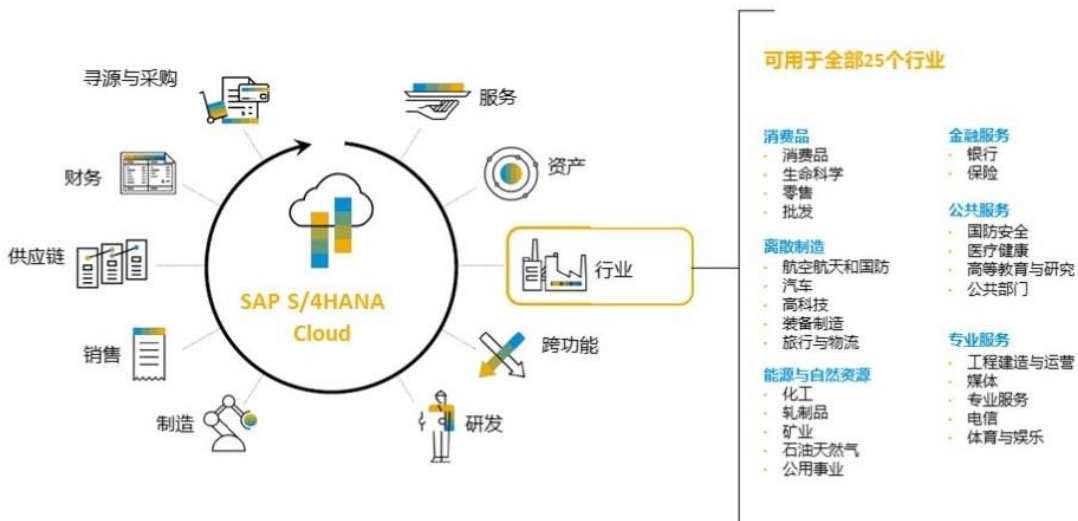 寻源与采购
财务
供应链
销售
制造
服务
资产
行业
跨功能
研发
SAP S/4HANA
Cloud
可用于全部25个行业
消费品
消费品
生命科学
零售
批发
离散制造
航空航天和国防
汽车
高科技
装备制造
旅行与物流
能源与自然资源
化工
轧制品
矿业
石油天然气
公用事业
金融服务
银行
保险
公共服务
国防安全
医疗健康
高等教育与研究
公共部门
专业服务
工程建造与运营
媒体
专业服务
电信
体育与娱乐